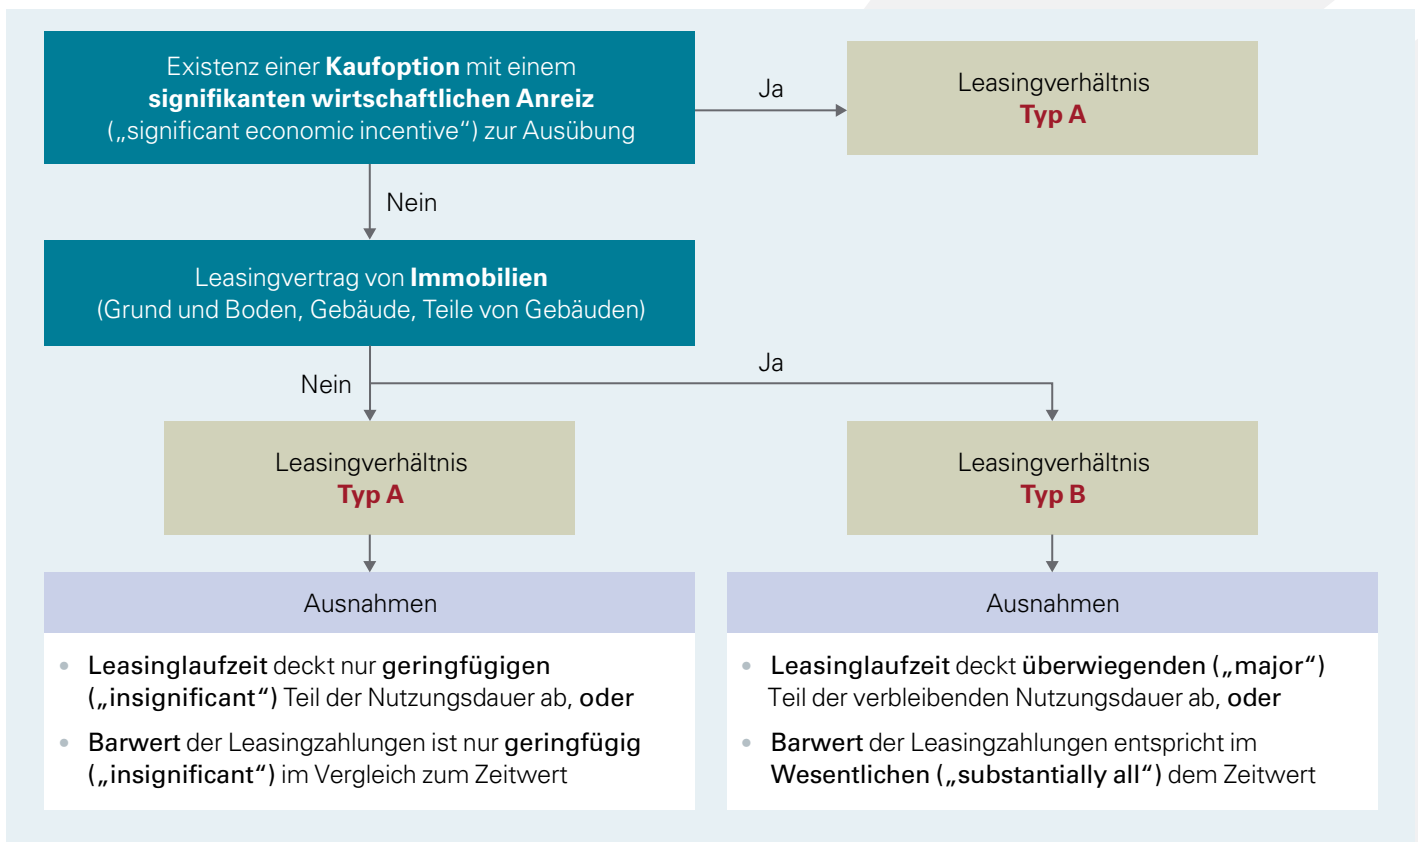 Existenz einer Kaufoption mit einem
signifikanten wirtschaftlichen Anreiz
(„significant economic incentive“) zur Ausübung
Ja
Leasingverhältnis
Typ A
Nein
Leasingvertrag von Immobilien
(Grund und Boden, Gebäude, Teile von Gebäuden)
Nein
Ja
Leasingverhältnis
Typ A
Leasingverhältnis
Typ B
Ausnahmen
• Leasinglaufzeit deckt nur geringfügigen
(„insignificant“) Teil der Nutzungsdauer ab, oder
• Barwert der Leasingzahlungen ist nur geringfügig
(„insignificant“) im Vergleich zum Zeitwert
Ausnahmen
• Leasinglaufzeit deckt überwiegenden („major“)
Teil der verbleibenden Nutzungsdauer ab, oder
• Barwert der Leasingzahlungen entspricht im
Wesentlichen („substantially all“) dem Zeitwert